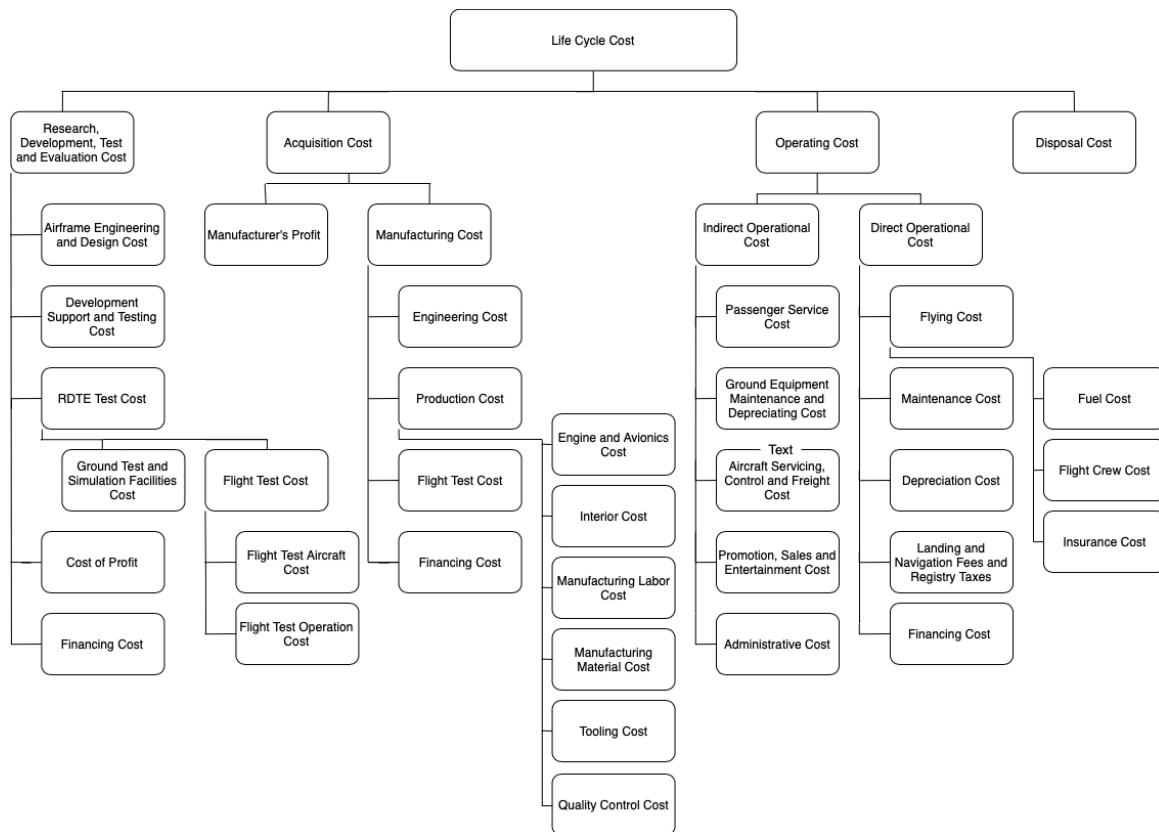 Life Cycle Cost
Research,
Development, Test
and Evaluation Cost
Acquisition Cost
Operating Cost
Disposal Cost
Airframe Engineering
and Design Cost
Development
Support and Testing
Cost
RDTE Test Cost
Ground Test and
Simulation Facilities
Cost
Flight Test Cost
Flight Test Aircraft
Cost
Flight Test Operation
Cost
Cost of Profit
Financing Cost
Manufacturer's Profit
Manufacturing Cost
Engineering Cost
Production Cost
Flight Test Cost
Financing Cost
Engine and Avionics
Cost
Interior Cost
Manufacturing Labor
Cost
Manufacturing
Material Cost
Tooling Cost
Quality Control Cost
Indirect Operational
Cost
Passenger Service
Cost
Ground Equipment
Maintenance and
Depreciating Cost
Text
Aircraft Servicing,
Control and Freight
Cost
Promotion, Sales and
Entertainment Cost
Administrative Cost
Direct Operational
Cost
Flying Cost
Maintenance Cost
Depreciation Cost
Landing and
Navigation Fees and
Registry Taxes
Financing Cost
Fuel Cost
Flight Crew Cost
Insurance Cost